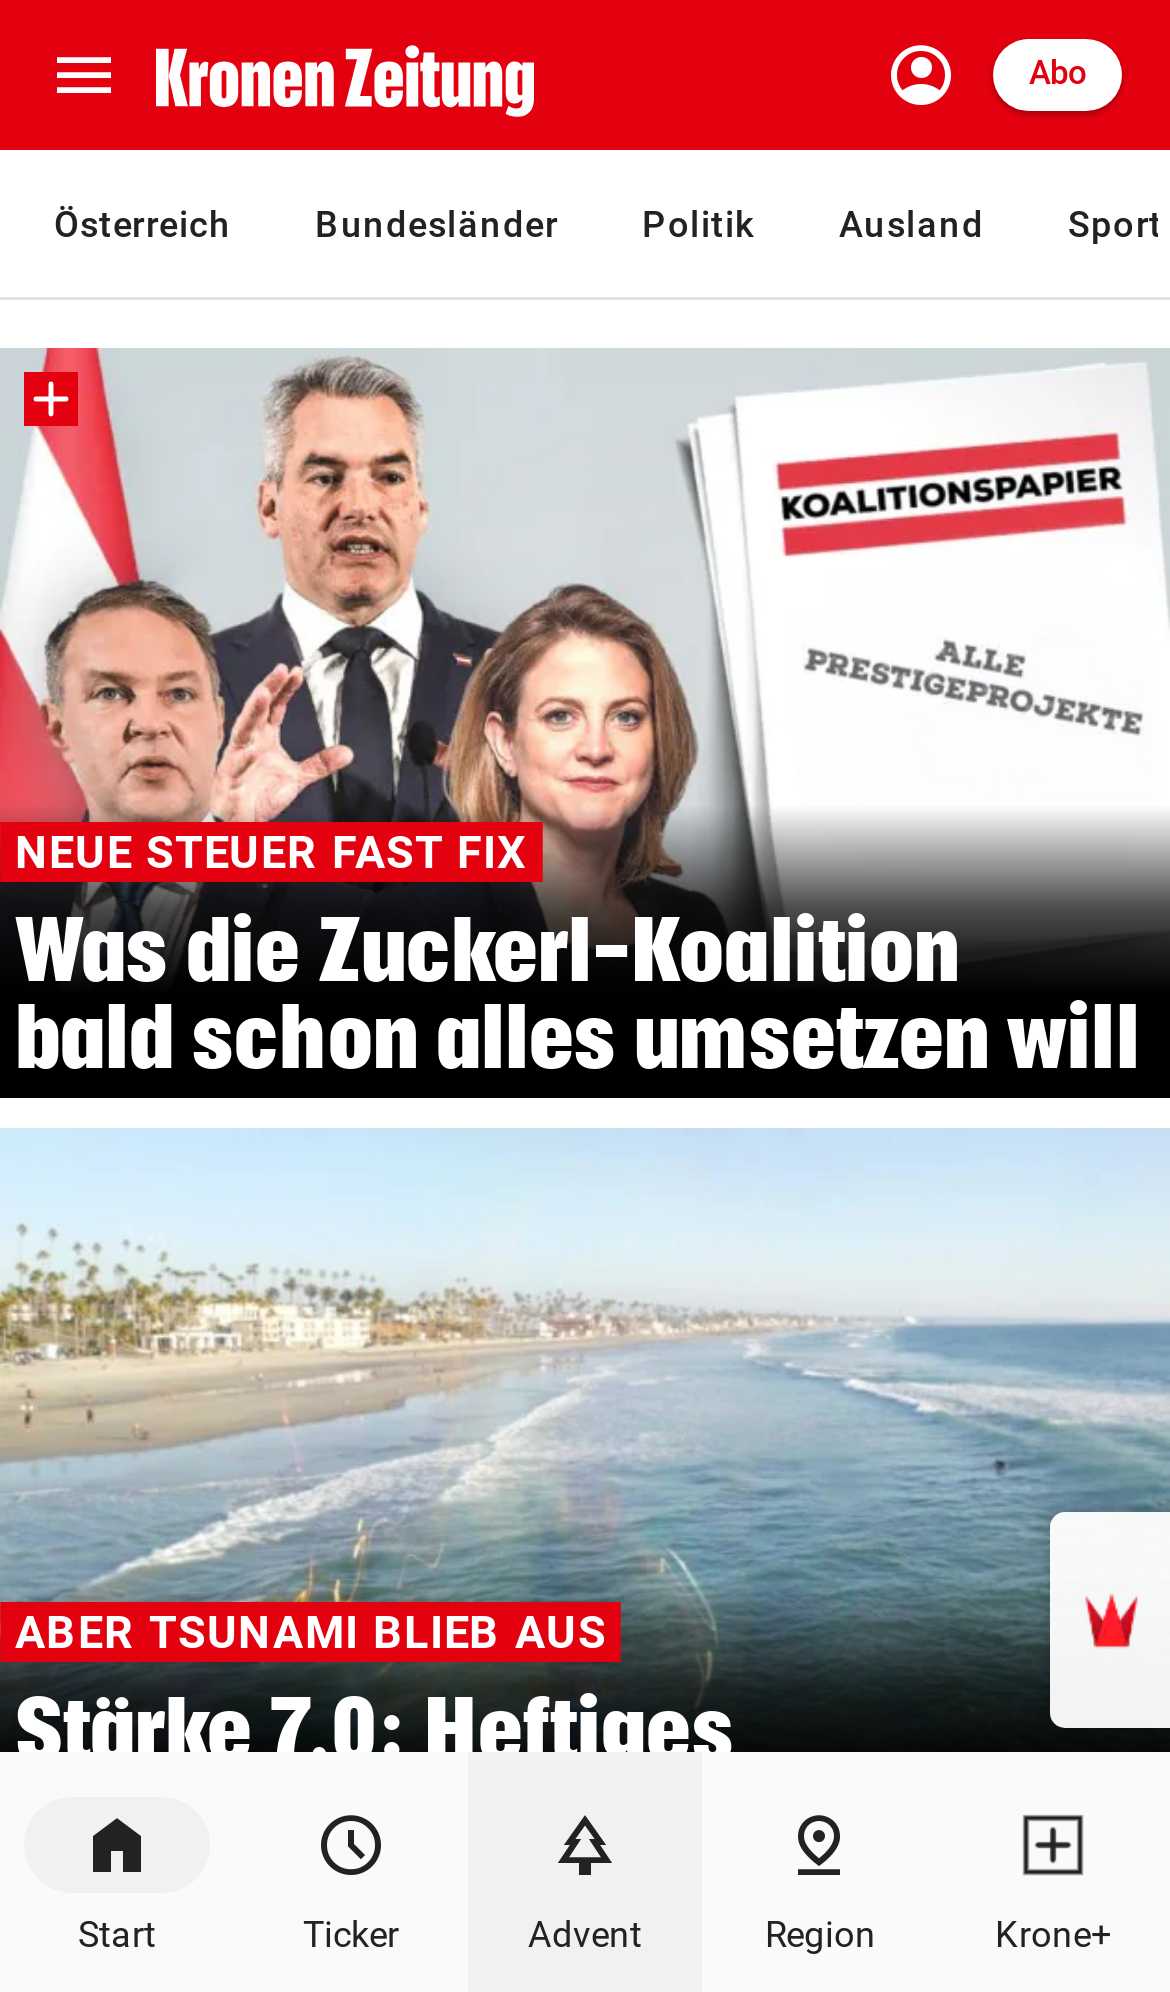 Kronen Zeitung
Abo
Österreich Bundesländer Politik Ausland Sport
KOALITIONSPAPIER
ALLE
PRESTIGEPROJEKTE
NEUE STEUER FAST FIX
Was die Zuckerl-Koalition
bald schon alles umsetzen will
ABER TSUNAMI BLIEB AUS
Stärke 7.0: Heftiges
Start Ticker Advent Region Krone+